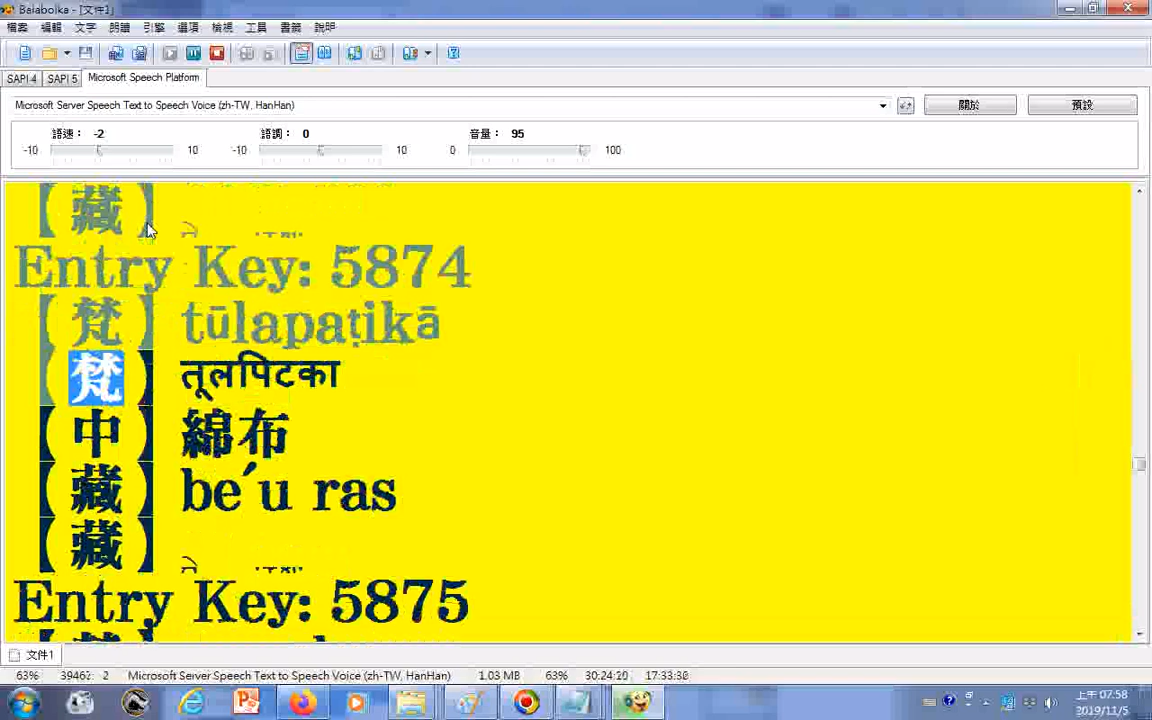 Balabolka - [文件1]
檔案 編輯 文字 朗讀 引擎 選項 檢視 工具 書籤 說明
SAPI 4 SAPI 5 Microsoft Speech Platform
Microsoft Server Speech Text to Speech Voice (zh-TW, HanHan) 關於 預設
語速： -2 語調： 0 音量： 95
-10 10 -10 10 0 100
【藏】
Entry Key: 5874
【梵】 tūlapaṭikā
【梵】 तूलपिटका
【中】 綿布
【藏】 be´u ras
【藏】
Entry Key: 5875
文件1
63% 39462: 2 Microsoft Server Speech Text to Speech Voice (zh-TW, HanHan) 1.03 MB 63% 30:24:20 17:33:38
上午 07:58
2019/11/5